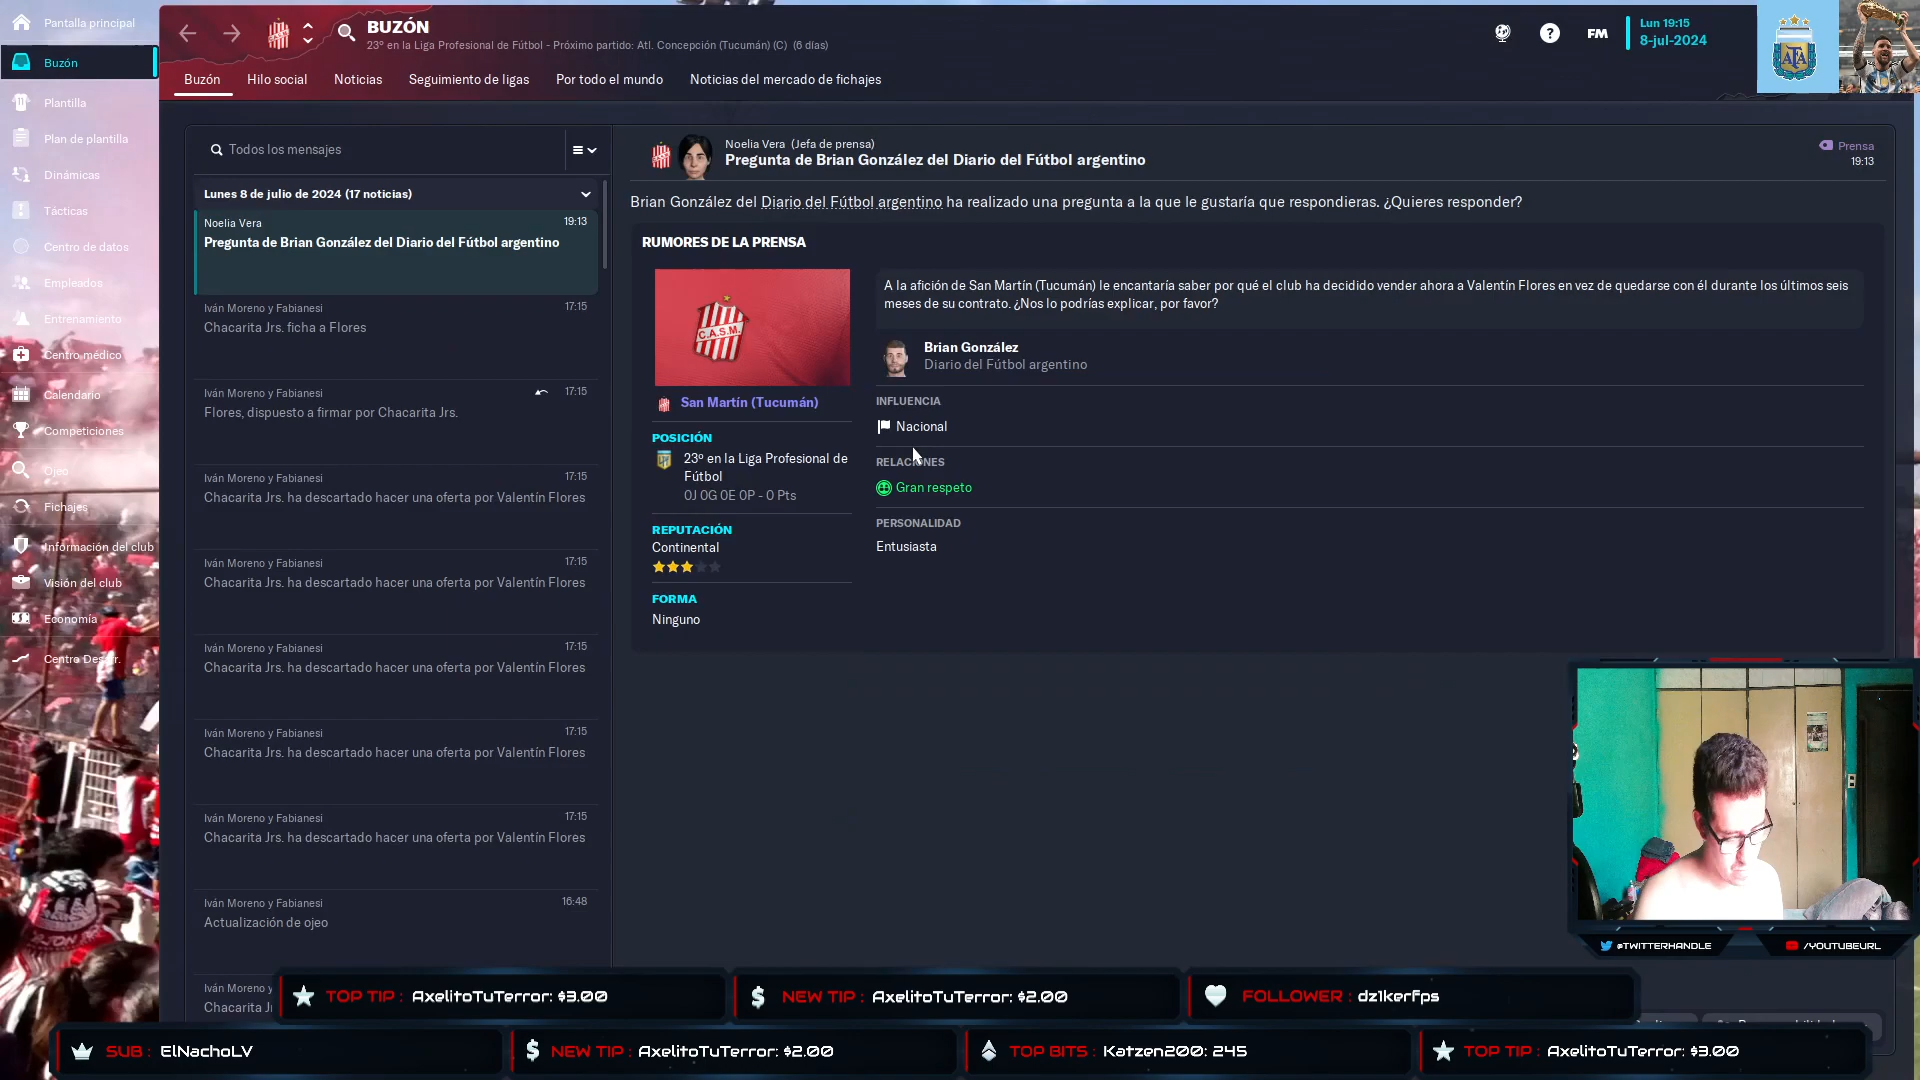 Pantalla principal
Buzón
Plantilla
Plan de plantilla
Dinámicas
Tácticas
Centro de datos
Empleados
Entrenamiento
Centro médico
Calendario
Competiciones
Ojeo
Fichajes
Información del club
Visión del club
Economía
BUZÓN
23º en la Liga Profesional de Fútbol - Próximo partido: Atl. Concepción (Tucumán) (C) (6 días)
FM
Lun 19:15
8-jul-2024
AFA
Buzón
Hilo social
Noticias
Seguimiento de ligas
Por todo el mundo
Noticias del mercado de fichajes
Todos los mensajes
Lunes 8 de julio de 2024 (17 noticias)
Noelia Vera 19:13
Pregunta de Brian González del Diario del Fútbol argentino
Iván Moreno y Fabianesi 17:15
Chacarita Jrs. ficha a Flores
Iván Moreno y Fabianesi 17:15
Flores, dispuesto a firmar por Chacarita Jrs.
Iván Moreno y Fabianesi 17:15
Chacarita Jrs. ha descartado hacer una oferta por Valentín Flores
Iván Moreno y Fabianesi 17:15
Chacarita Jrs. ha descartado hacer una oferta por Valentín Flores
Iván Moreno y Fabianesi 17:15
Chacarita Jrs. ha descartado hacer una oferta por Valentín Flores
Iván Moreno y Fabianesi 17:15
Chacarita Jrs. ha descartado hacer una oferta por Valentín Flores
Iván Moreno y Fabianesi 17:15
Chacarita Jrs. ha descartado hacer una oferta por Valentín Flores
Iván Moreno y Fabianesi 16:48
Actualización de ojeo
Iván Moreno y
Chacarita
Noelia Vera (Jefa de prensa)
Pregunta de Brian González del Diario del Fútbol argentino
Prensa
19:13
Brian González del Diario del Fútbol argentino ha realizado una pregunta a la que le gustaría que respondieras. ¿Quieres responder?
RUMORES DE LA PRENSA
C.A.S.M.
San Martín (Tucumán)
POSICIÓN
23º en la Liga Profesional de
Fútbol
0J 0G 0E 0P - 0 Pts
REPUTACIÓN
Continental
FORMA
Ninguno
A la afición de San Martín (Tucumán) le encantaría saber por qué el club ha decidido vender ahora a Valentín Flores en vez de quedarse con él durante los últimos seis
meses de su contrato. ¿Nos lo podrías explicar, por favor?
Brian González
Diario del Fútbol argentino
INFLUENCIA
Nacional
RELACIONES
Gran respeto
PERSONALIDAD
Entusiasta
@TWITTERHANDLE
/YOUTUBEURL
TOP TIP : AxelitoTuTerror: $3.00
NEW TIP : AxelitoTuTerror: $2.00
FOLLOWER : dz1kerfps
SUB : ElNachoLV
NEW TIP : AxelitoTuTerror: $2.00
TOP BITS : Katzen200: 245
TOP TIP : AxelitoTuTerror: $3.00